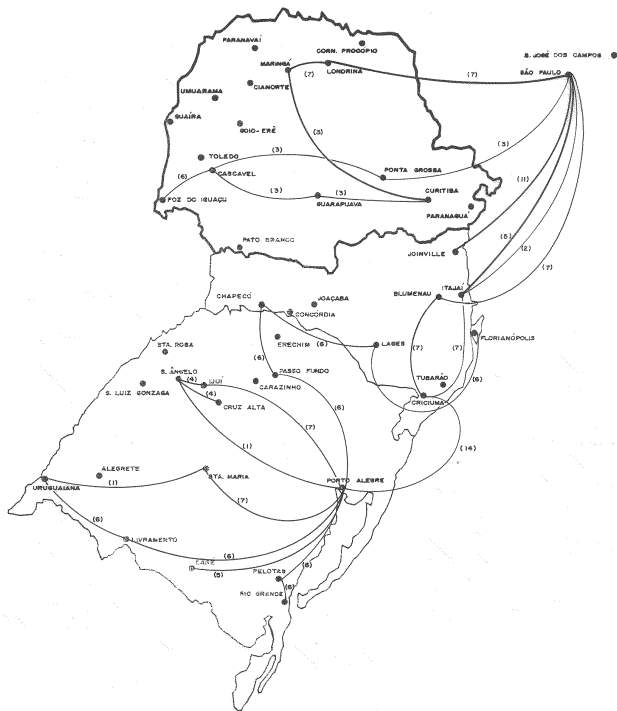 PARANAVAÍ
CORN. PROCÓPIO
S. JOSÉ DOS CAMPOS
MARINGÁ
(7)
LONDRINA
(7)
SÃO PAULO
CIANORTE
UMUARAMA
GUAÍRA
GOIO-ERÊ
(3)
(3)
TOLEDO
(3)
CASCAVEL
PONTA GROSSA
(6)
(11)
FOZ DO IGUAÇU
(3)
(3)
GUARAPUAVA
CURITIBA
PARANAGUÁ
PATO BRANCO
(5)
JOINVILLE
(2)
(7)
BLUMENAU
ITAJAÍ
CHAPECÓ
JOAÇABA
CONCÓRDIA
STA. ROSA
ERECHIM
(6)
LAGES
FLORIANÓPOLIS
(6)
(7)
(7)
S. ÂNGELO
(4)
IJUÍ
PASSO FUNDO
S. LUIZ GONZAGA
(4)
CARAZINHO
TUBARÃO
(6)
CRUZ ALTA
(6)
CRICIUMA
(7)
(1)
(14)
ALEGRETE
URUGUAIANA
(1)
STA. MARIA
PORTO ALEGRE
(7)
(6)
LIVRAMENTO
(6)
BAGÉ
(5)
(6)
PELOTAS
(6)
RIO GRANDE